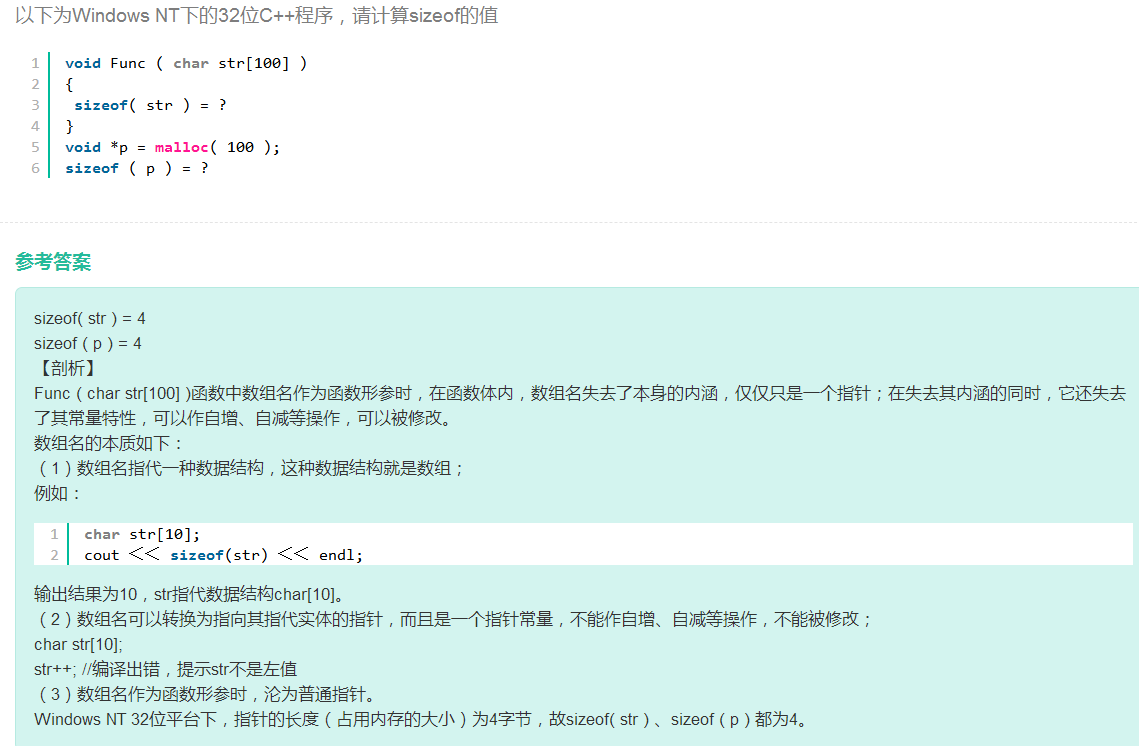 以下为Windows NT下的32位C++程序，请计算sizeof的值
1 void Func ( char str[100] )
2 {
3 sizeof( str ) = ?
4 }
5 void *p = malloc( 100 );
6 sizeof ( p ) = ?
参考答案
sizeof( str ) = 4
sizeof ( p ) = 4
【剖析】
Func ( char str[100] )函数中数组名作为函数形参时，在函数体内，数组名失去了本身的内涵，仅仅只是一个指针；在失去其内涵的同时，它还失去
了其常量特性，可以作自增、自减等操作，可以被修改。
数组名的本质如下：
（1）数组名指代一种数据结构，这种数据结构就是数组；
例如：
1 char str[10];
2 cout << sizeof(str) << endl;
输出结果为10，str指代数据结构char[10]。
（2）数组名可以转换为指向其指代实体的指针，而且是一个指针常量，不能作自增、自减等操作，不能被修改；
char str[10];
str++; //编译出错，提示str不是左值
（3）数组名作为函数形参时，沦为普通指针。
Windows NT 32位平台下，指针的长度（占用内存的大小）为4字节，故sizeof( str ) 、sizeof ( p ) 都为4。